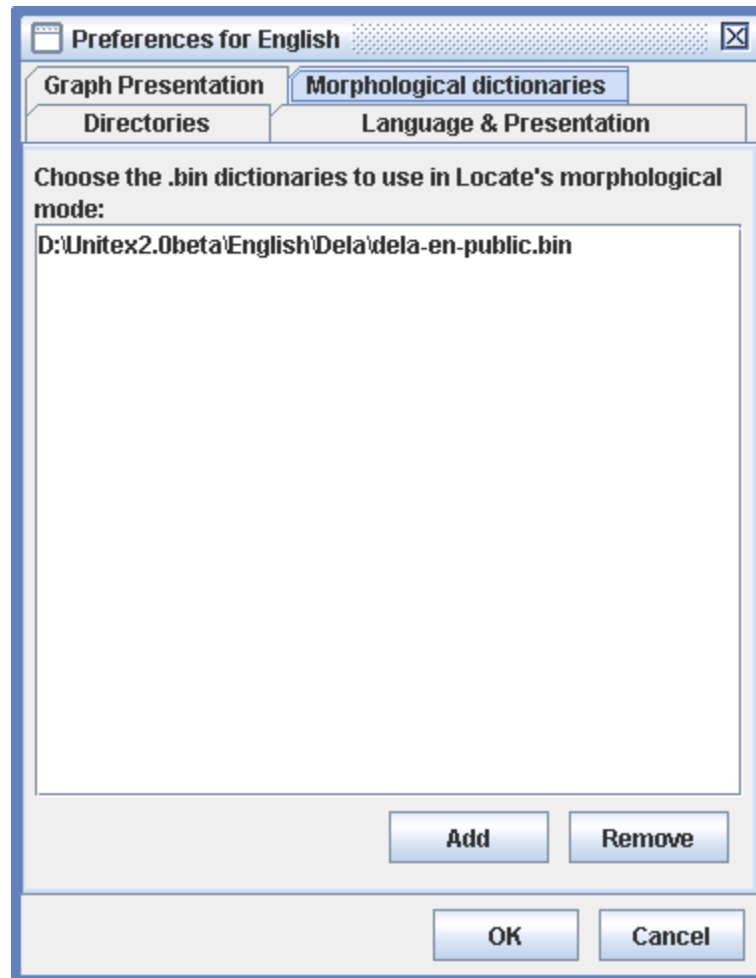 Preferences for English
Graph Presentation
Morphological dictionaries
Directories
Language & Presentation
Choose the .bin dictionaries to use in Locate's morphological
mode:
D:\Unitex2.0beta\English\Dela\dela-en-public.bin
Add
Remove
OK
Cancel